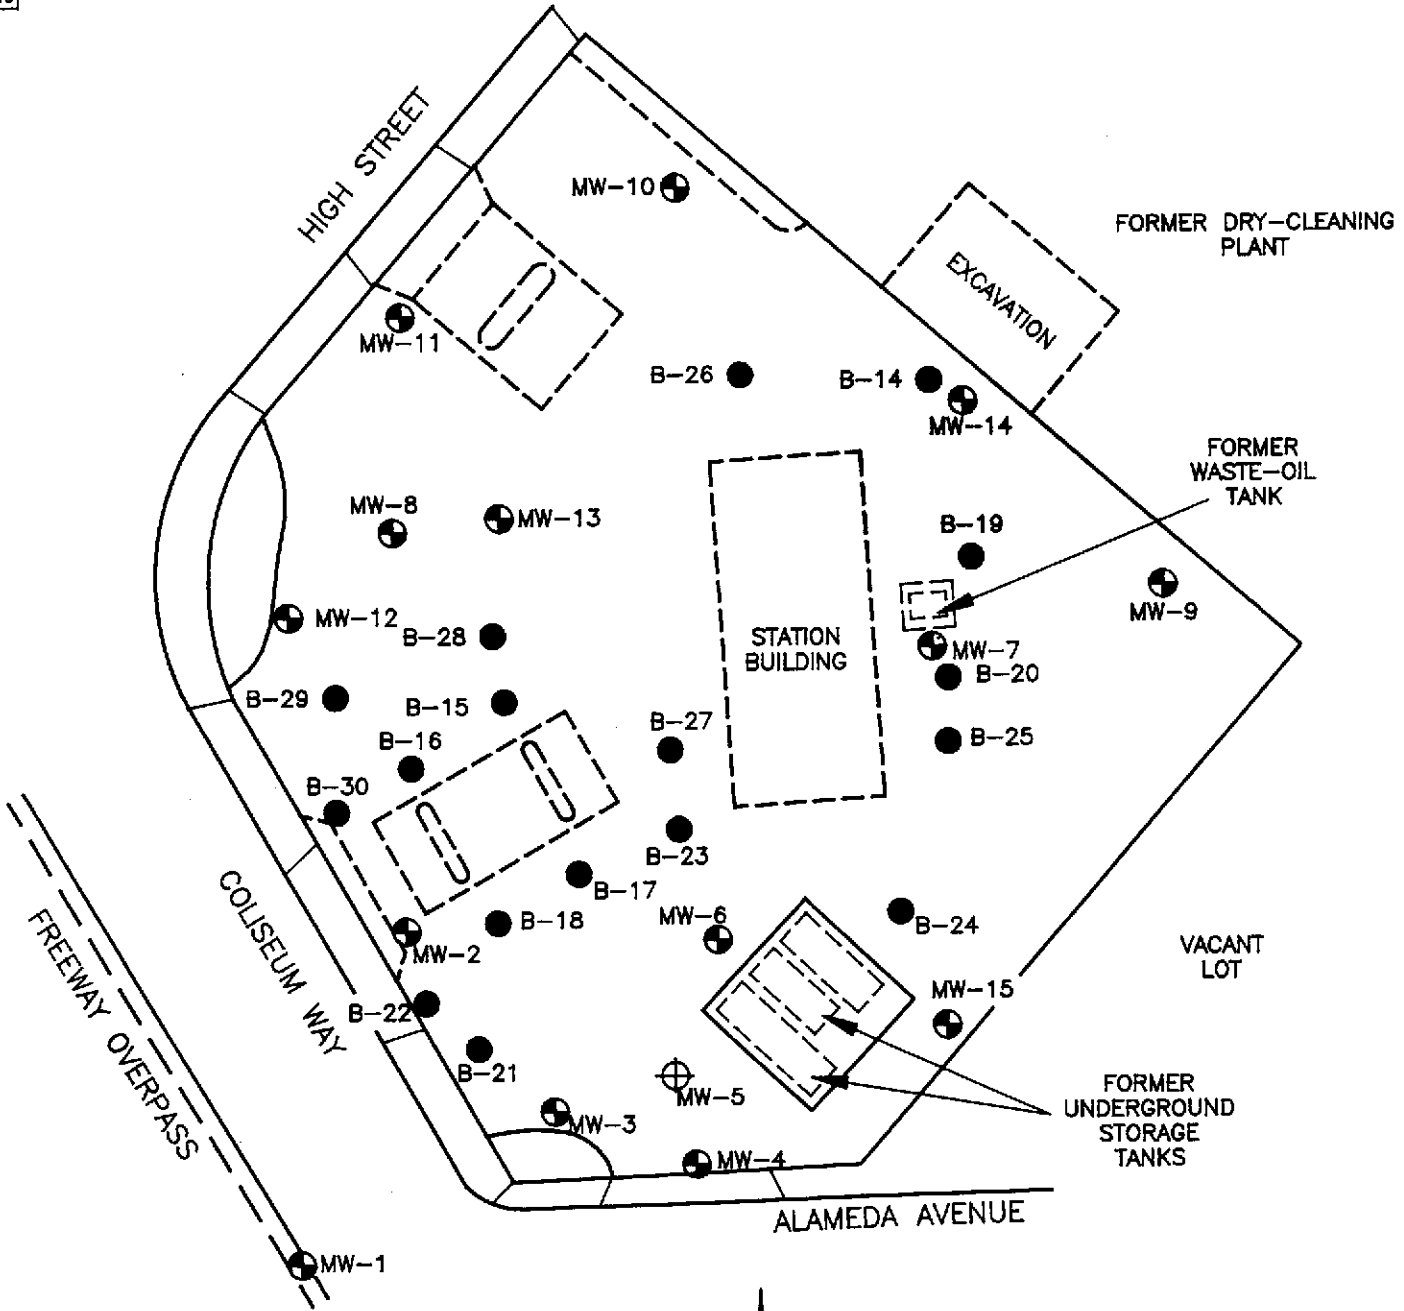 HIGH STREET
MW-10
FORMER DRY-CLEANING
PLANT
EXCAVATION
MW-11
B-26
B-14
MW-14
FORMER
WASTE-OIL
TANK
MW-8
MW-13
B-19
MW-9
MW-12
B-28
STATION
BUILDING
MW-7
B-20
B-29
B-15
B-27
B-25
B-16
B-30
B-23
B-17
COLISEUM WAY
B-18
MW-6
B-24
FREEWAY OVERPASS
MW-2
VACANT
LOT
MW-15
B-22
B-21
MW-5
FORMER
UNDERGROUND
STORAGE
TANKS
MW-3
MW-4
ALAMEDA AVENUE
MW-1